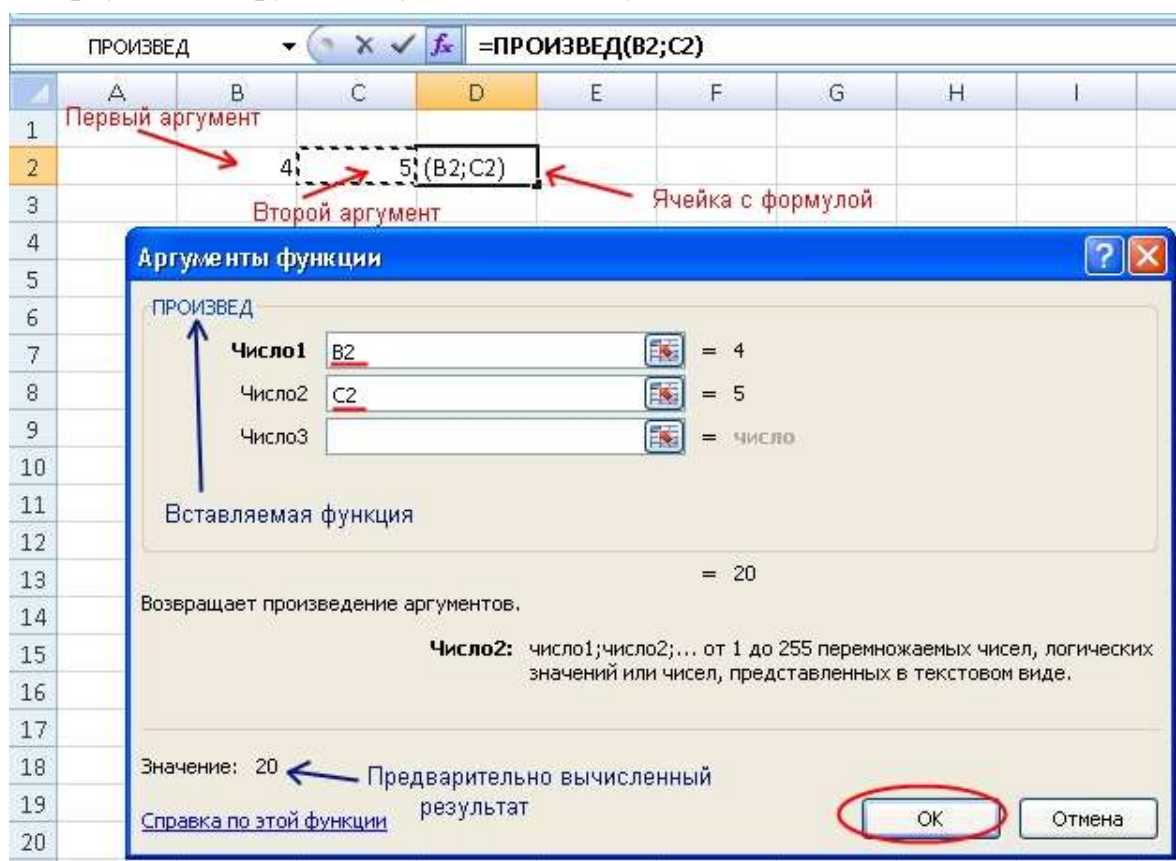 ПРОИЗВЕД =ПРОИЗВЕД(B2;C2)
A B C D E F G H I
Первый аргумент
1
2 4 5 (B2;C2)
Ячейка с формулой
3
Второй аргумент
4
Аргументы функции
5
ПРОИЗВЕД
6
7 Число1 B2 = 4
8 Число2 C2 = 5
9 Число3 = число
10
11 Вставляемая функция
12
13 = 20
Возвращает произведение аргументов.
14
15 Число2: число1;число2;... от 1 до 255 перемножаемых чисел, логических
значений или чисел, представленных в текстовом виде.
16
17
18 Значение: 20 Предварительно вычисленный
результат
19 Справка по этой функции OK Отмена
20